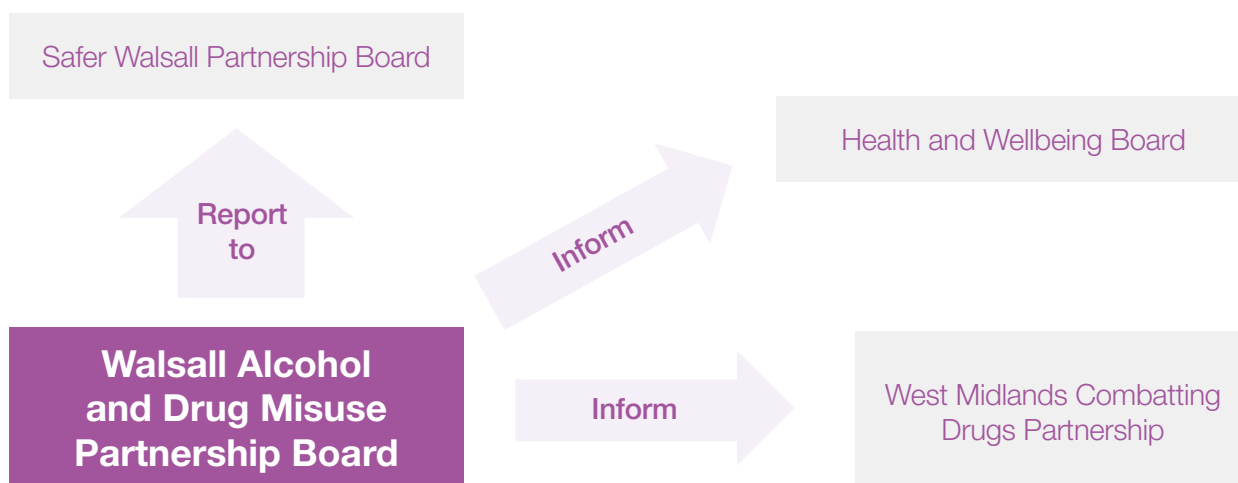 Safer Walsall Partnership Board
Health and Wellbeing Board
Report
to
Inform
Walsall Alcohol
and Drug Misuse
Partnership Board
Inform
West Midlands Combatting
Drugs Partnership